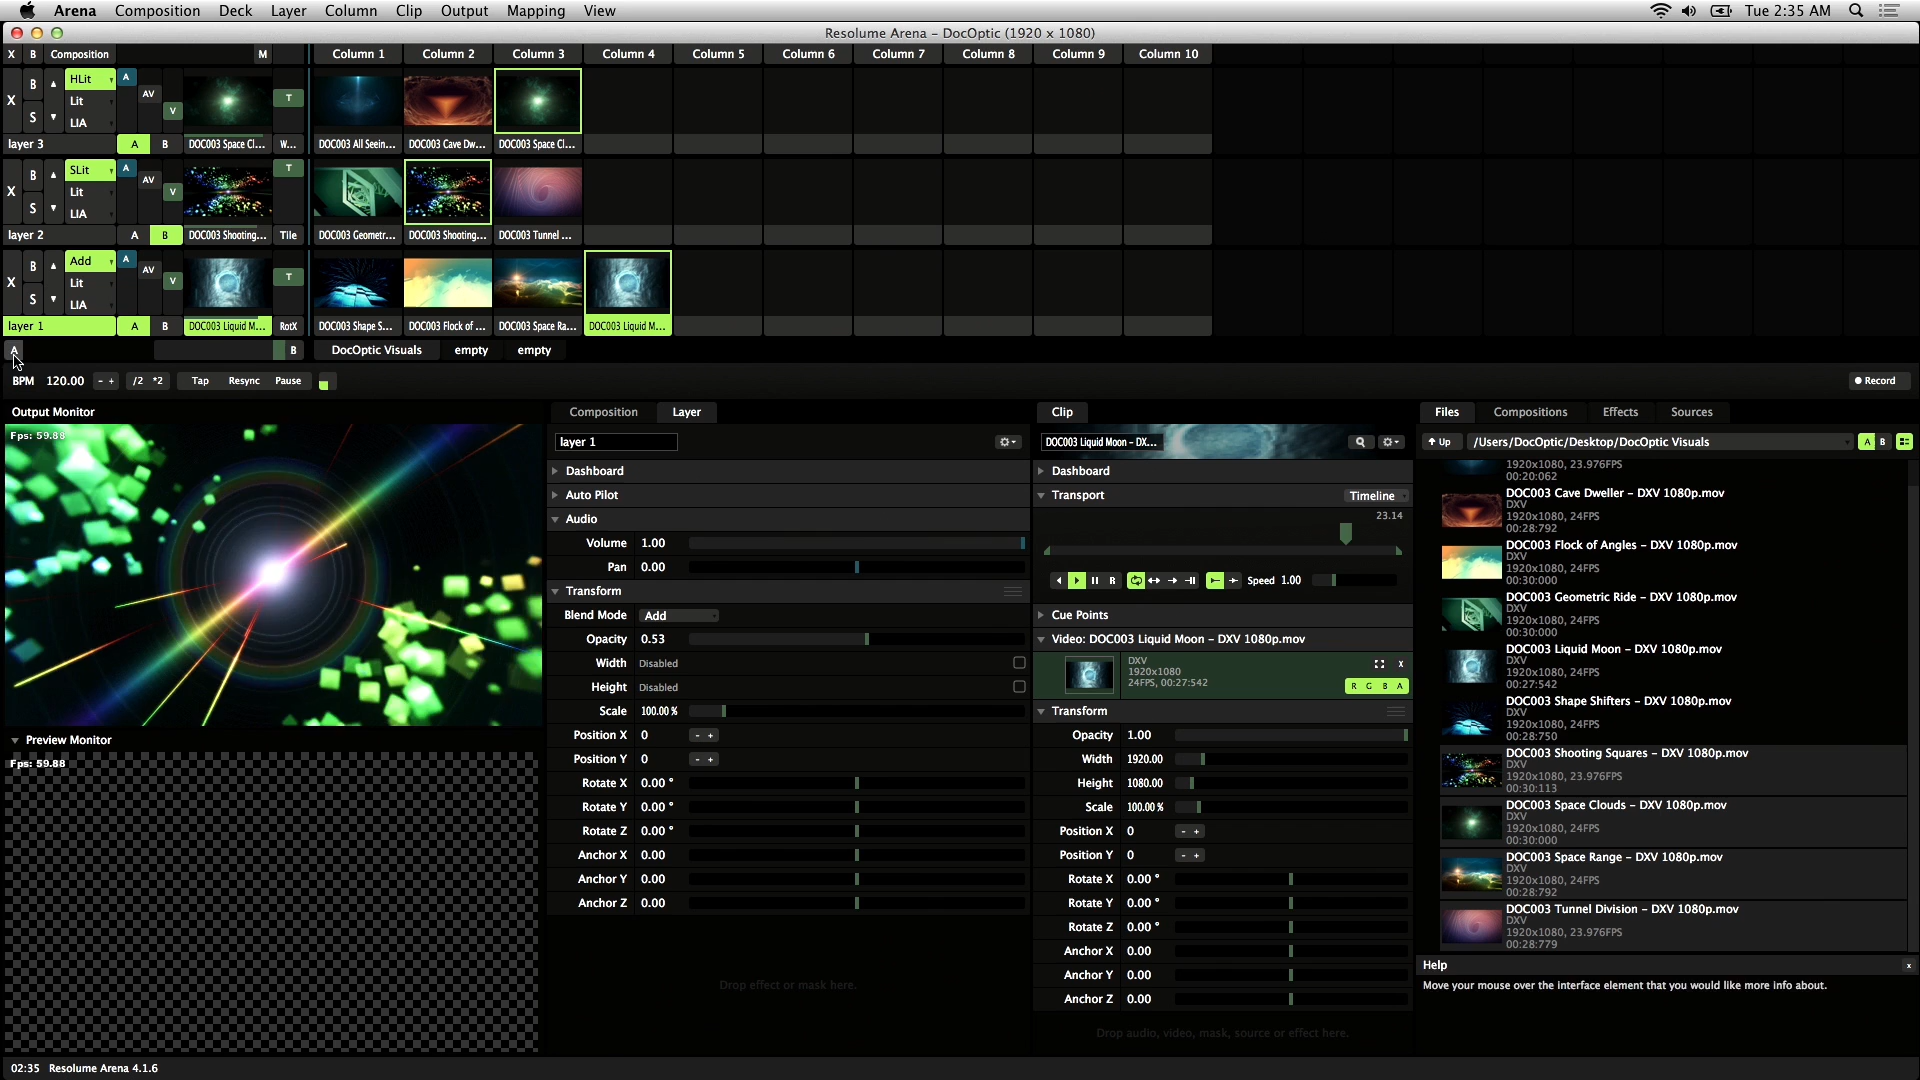 Arena Composition Deck Layer Column Clip Output Mapping View Tue 2:35 AM
Resolume Arena - DocOptic (1920 x 1080)
X B Composition M Column 1 Column 2 Column 3 Column 4 Column 5 Column 6 Column 7 Column 8 Column 9 Column 10
X B S HLit Lit LIA A AV V T
layer 3 A B DOC003 Space Cl... W... DOC003 All Seein... DOC003 Cave Dw... DOC003 Space Cl...
X B S SLit Lit LIA A AV V T
layer 2 A B DOC003 Shooting... Tile DOC003 Geometr... DOC003 Shooting... DOC003 Tunnel ...
X B S Add Lit LIA A AV V T
layer 1 A B DOC003 Liquid M... RotX DOC003 Shape S... DOC003 Flock of ... DOC003 Space Ra... DOC003 Liquid M...
A B DocOptic Visuals empty empty
BPM 120.00 - + /2 *2 Tap Resync Pause Record
Output Monitor
Fps: 59.88
Preview Monitor
Fps: 59.88
Composition Layer
layer 1
Dashboard
Auto Pilot
Audio
Volume 1.00
Pan 0.00
Transform
Blend Mode Add
Opacity 0.53
Width Disabled
Height Disabled
Scale 100.00 %
Position X 0 - +
Position Y 0 - +
Rotate X 0.00 °
Rotate Y 0.00 °
Rotate Z 0.00 °
Anchor X 0.00
Anchor Y 0.00
Anchor Z 0.00
Drop effect or mask here.
Clip
DOC003 Liquid Moon - DX...
Dashboard
Transport Timeline
23.14
R Speed 1.00
Cue Points
Video: DOC003 Liquid Moon - DXV 1080p.mov
DXV
1920x1080
24FPS, 00:27:542
x
R G B A
Transform
Opacity 1.00
Width 1920.00
Height 1080.00
Scale 100.00 %
Position X 0 - +
Position Y 0 - +
Rotate X 0.00 °
Rotate Y 0.00 °
Rotate Z 0.00 °
Anchor X 0.00
Anchor Y 0.00
Anchor Z 0.00
Drop audio, video, mask, source or effect here.
Files Compositions Effects Sources
Up /Users/DocOptic/Desktop/DocOptic Visuals A B
1920x1080, 23.976FPS
00:20:062
DOC003 Cave Dweller - DXV 1080p.mov
DXV
1920x1080, 24FPS
00:28:792
DOC003 Flock of Angles - DXV 1080p.mov
DXV
1920x1080, 24FPS
00:30:000
DOC003 Geometric Ride - DXV 1080p.mov
DXV
1920x1080, 24FPS
00:30:000
DOC003 Liquid Moon - DXV 1080p.mov
DXV
1920x1080, 24FPS
00:27:542
DOC003 Shape Shifters - DXV 1080p.mov
DXV
1920x1080, 24FPS
00:28:750
DOC003 Shooting Squares - DXV 1080p.mov
DXV
1920x1080, 23.976FPS
00:30:113
DOC003 Space Clouds - DXV 1080p.mov
DXV
1920x1080, 24FPS
00:30:000
DOC003 Space Range - DXV 1080p.mov
DXV
1920x1080, 24FPS
00:28:792
DOC003 Tunnel Division - DXV 1080p.mov
DXV
1920x1080, 23.976FPS
00:28:779
Help x
Move your mouse over the interface element that you would like more info about.
02:35 Resolume Arena 4.1.6